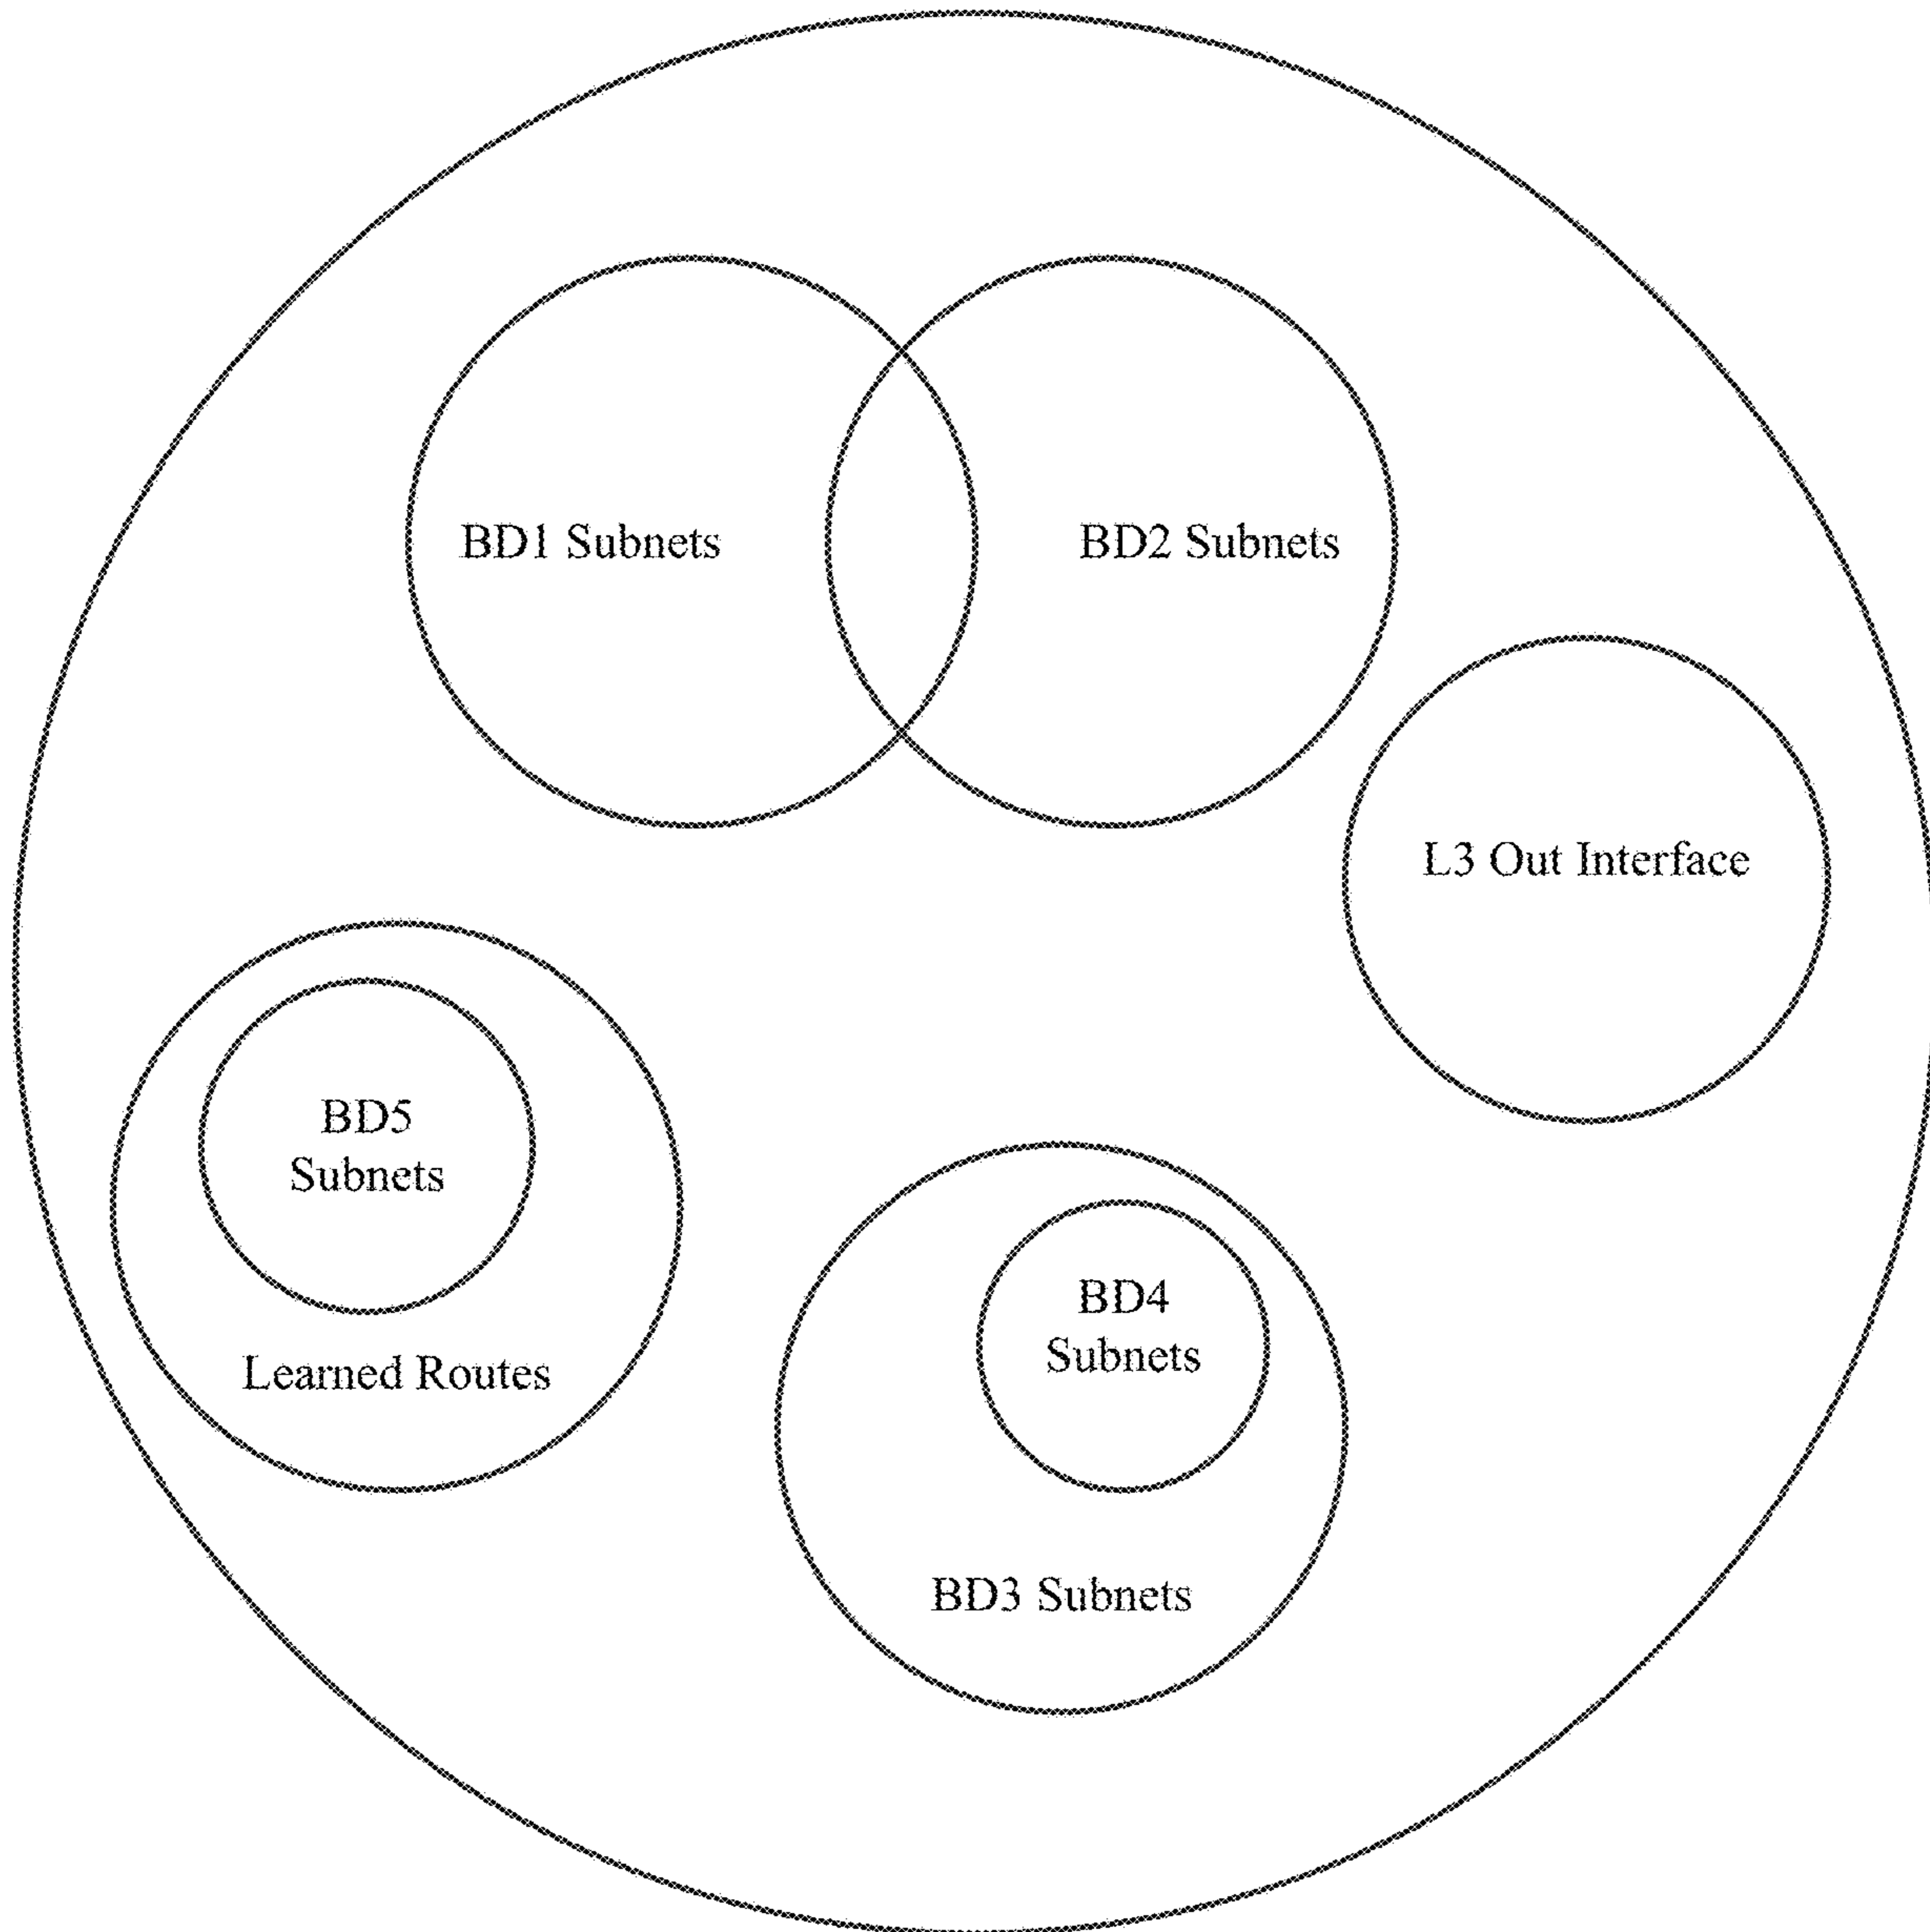 BD1 Subnets
BD2 Subnets
L3 Out Interface
BD5
Subnets
Learned Routes
BD4
Subnets
BD3 Subnets